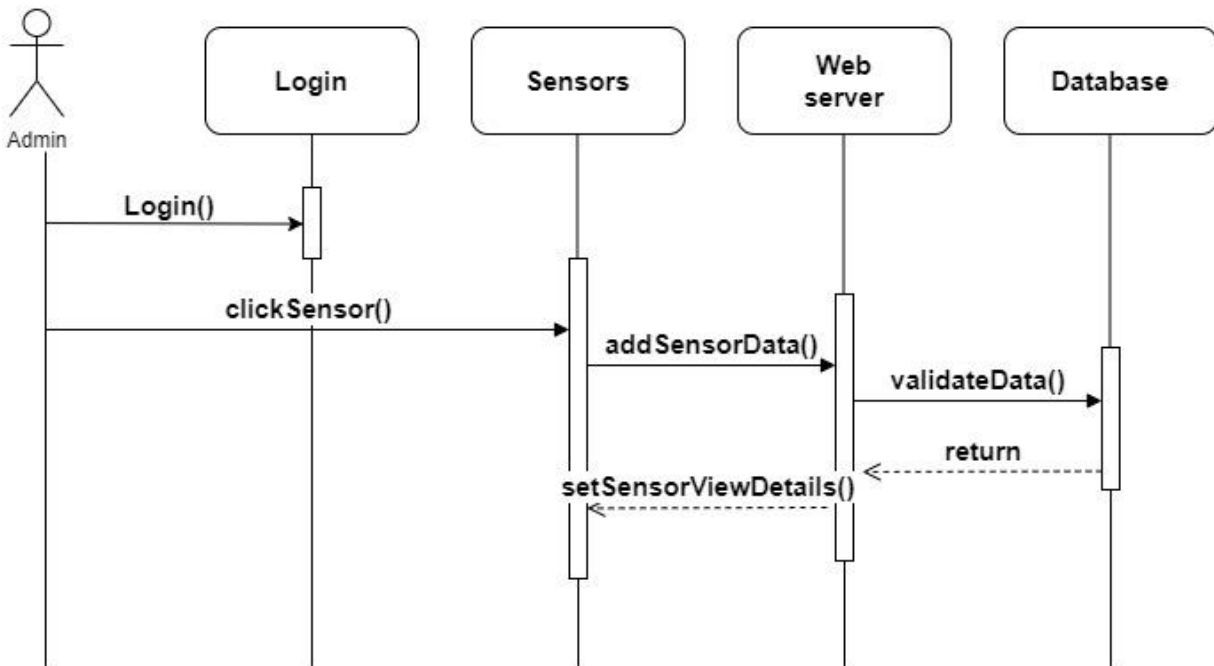 Admin
Login
Sensors
Web
server
Database
Login()
clickSensor()
addSensorData()
validateData()
return
setSensorViewDetails()